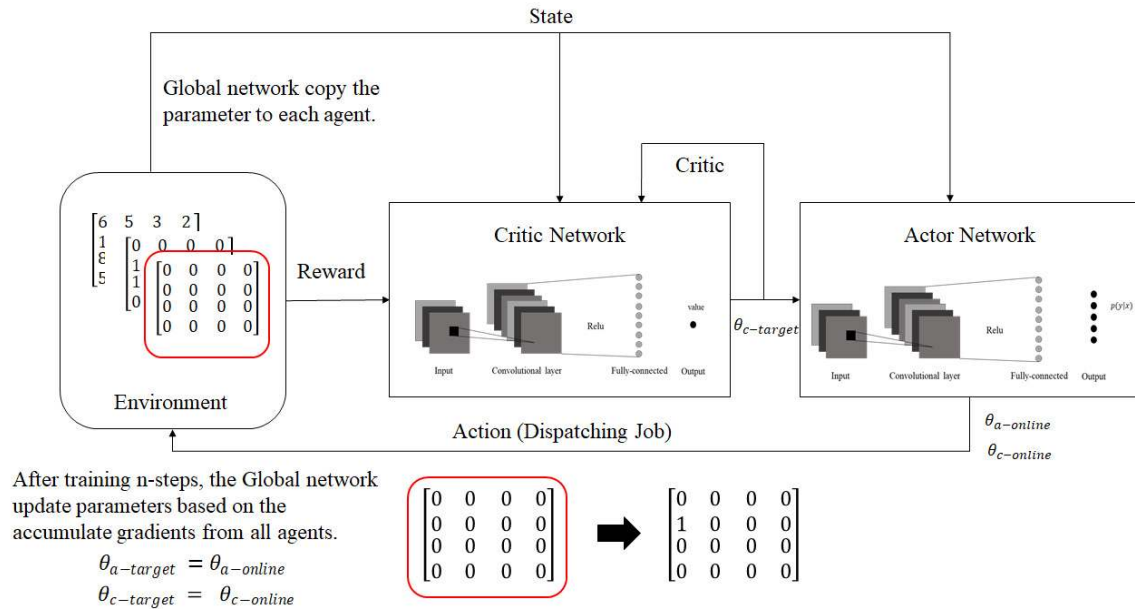 State
Global network copy the
parameter to each agent.
Critic
6 5 3 2
1 0 0 0 0
8 1 0 0 0 0
1 0 0 0 0
5 0 0 0 0 0
0 0 0 0
Environment
Reward
Critic Network
Relu
value
Input Convolutional layer Fully-connected Output
θc−target
Actor Network
Relu
p(y|x)
Input Convolutional layer Fully-connected Output
Action (Dispatching Job)
θa−online
θc−online
After training n-steps, the Global network
update parameters based on the
accumulate gradients from all agents.
θa−target = θa−online
θc−target = θc−online
0 0 0 0
0 0 0 0
0 0 0 0
0 0 0 0
0 0 0 0
1 0 0 0
0 0 0 0
0 0 0 0